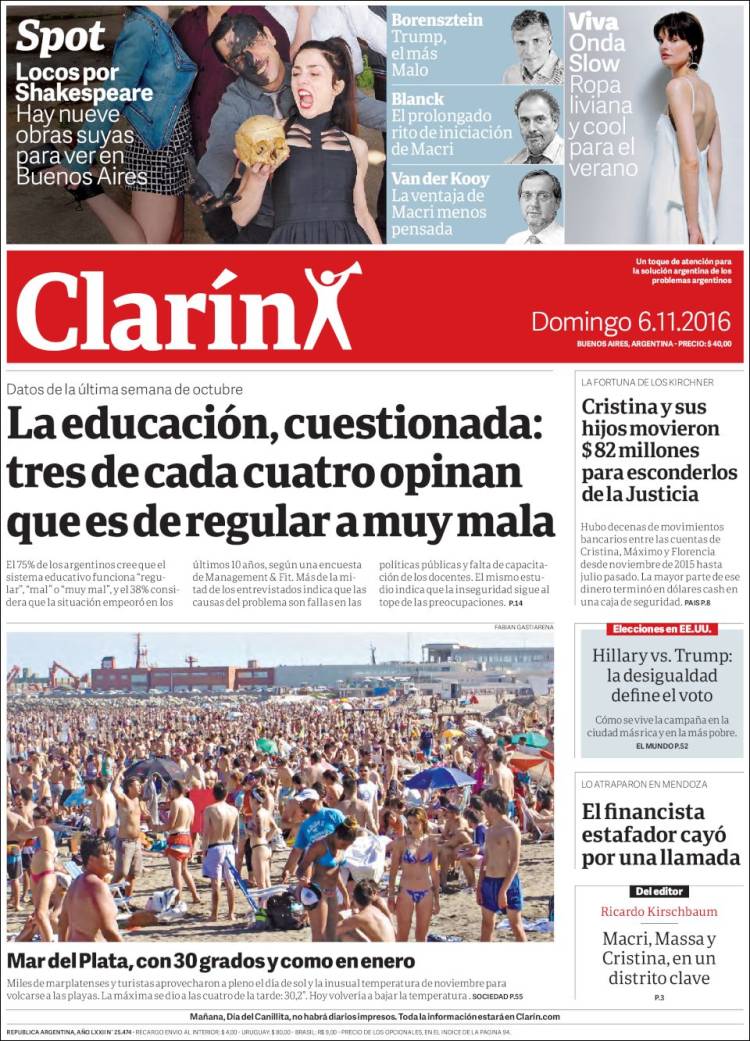 Spot
Locos por
Shakespeare
Hay nueve
obras suyas
para ver en
Buenos Aires
Borensztein
Trump,
el más
Malo
Blanck
El prolongado
rito de iniciación
de Macri
Van der Kooy
La ventaja de
Macri menos
pensada
Viva
Onda
Slow
Ropa
liviana
y cool
para el
verano
Clarín
Un toque de atención para
la solución argentina de los
problemas argentinos
Domingo 6.11.2016
BUENOS AIRES, ARGENTINA - PRECIO: $ 40,00
Datos de la última semana de octubre
La educación, cuestionada:
tres de cada cuatro opinan
que es de regular a muy mala
El 75% de los argentinos cree que el
sistema educativo funciona “regu-
lar”, “mal” o “muy mal”, y el 38% consi-
dera que la situación empeoró en los
últimos 10 años, según una encuesta
de Management & Fit. Más de la mi-
tad de los entrevistados indica que las
causas del problema son fallas en las
políticas públicas y falta de capacita-
ción de los docentes. El mismo estu-
dio indica que la inseguridad sigue al
tope de las preocupaciones. P.14
FABIAN GASTIARENA
Mar del Plata, con 30 grados y como en enero
Miles de marplatenses y turistas aprovecharon a pleno el día de sol y la inusual temperatura de noviembre para
volcarse a las playas. La máxima se dio a las cuatro de la tarde: 30,2°. Hoy volvería a bajar la temperatura . SOCIEDAD P.55
LA FORTUNA DE LOS KIRCHNER
Cristina y sus
hijos movieron
$ 82 millones
para esconderlos
de la Justicia
Hubo decenas de movimientos
bancarios entre las cuentas de
Cristina, Máximo y Florencia
desde noviembre de 2015 hasta
julio pasado. La mayor parte de ese
dinero terminó en dólares cash en
una caja de seguridad. PAIS P.8
Elecciones en EE.UU.
Hillary vs. Trump:
la desigualdad
define el voto
Cómo se vive la campaña en la
ciudad más rica y en la más pobre.
EL MUNDO P.52
LO ATRAPARON EN MENDOZA
El financista
estafador cayó
por una llamada
Del editor
Ricardo Kirschbaum
Macri, Massa y
Cristina, en un
distrito clave
P.3
Mañana, Día del Canillita, no habrá diarios impresos. Toda la información estará en Clarín.com
REPUBLICA ARGENTINA, AÑO LXXII N° 25.474 - RECARGO ENVIO AL INTERIOR: $ 4,00 - URUGUAY: $ 80,00 - BRASIL: R$ 9,00 - PRECIO DE LOS OPCIONALES, EN EL INDICE DE LA PAGINA 94.